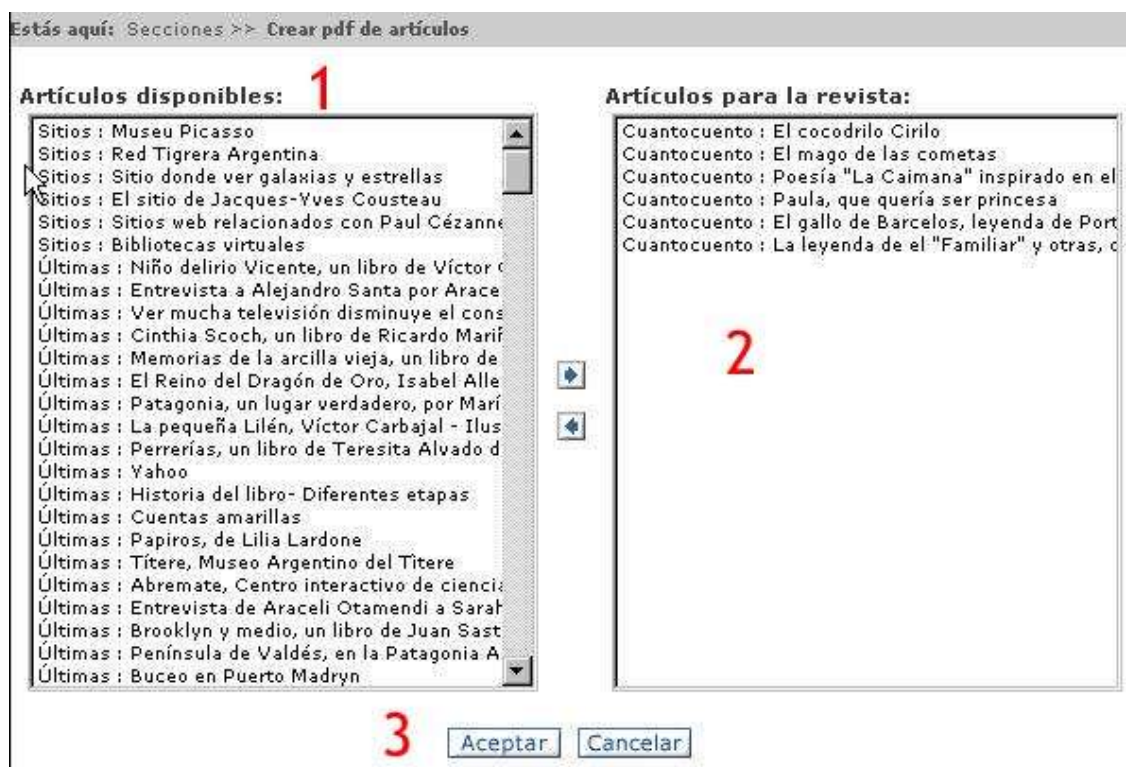 Estás aquí: Secciones >> Crear pdf de artículos
1
Artículos disponibles:
Sitios : Museu Picasso
Sitios : Red Tigrera Argentina
Sitios : Sitio donde ver galaxias y estrellas
Sitios : El sitio de Jacques-Yves Cousteau
Sitios : Sitios web relacionados con Paul Cézanne
Sitios : Bibliotecas virtuales
Últimas : Niño delirio Vicente, un libro de Víctor
Últimas : Entrevista a Alejandro Santa por Arace
Últimas : Ver mucha televisión disminuye el cons
Últimas : Cinthia Scoch, un libro de Ricardo Mariñ
Últimas : Memorias de la arcilla vieja, un libro de
Últimas : El Reino del Dragón de Oro, Isabel Alle
Últimas : Patagonia, un lugar verdadero, por Marí
Últimas : La pequeña Lilén, Víctor Carbajal - Ilus
Últimas : Perrerías, un libro de Teresita Alvado d
Últimas : Yahoo
Últimas : Historia del libro- Diferentes etapas
Últimas : Cuentas amarillas
Últimas : Papiros, de Lilia Lardone
Últimas : Títere, Museo Argentino del Títere
Últimas : Abremate, Centro interactivo de ciencia
Últimas : Entrevista de Araceli Otamendi a Sarah
Últimas : Brooklyn y medio, un libro de Juan Sast
Últimas : Península de Valdés, en la Patagonia A
Últimas : Buceo en Puerto Madryn
Artículos para la revista:
Cuantocuento : El cocodrilo Cirilo
Cuantocuento : El mago de las cometas
Cuantocuento : Poesía "La Caimana" inspirado en el
Cuantocuento : Paula, que quería ser princesa
Cuantocuento : El gallo de Barcelos, leyenda de Port
Cuantocuento : La leyenda de el "Familiar" y otras,
2
3
Aceptar Cancelar